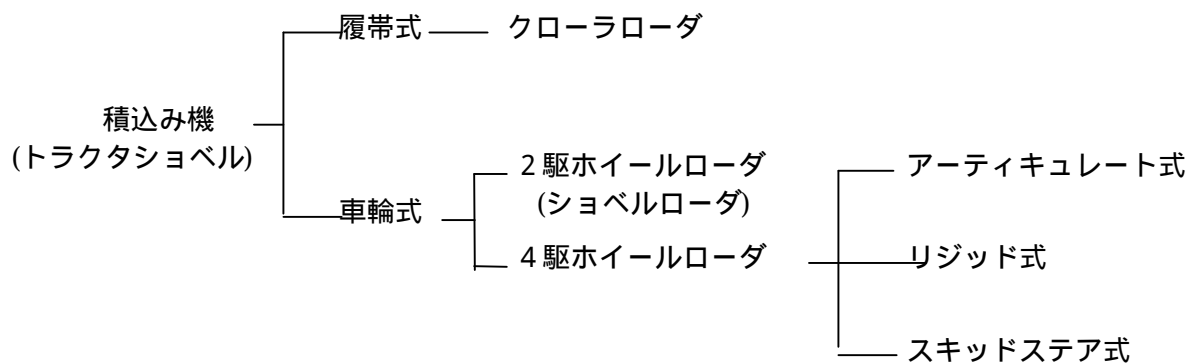 履帯式 クローラローダ
積込み機
(トラクタショベル)
2駆ホイールローダ アーティキュレート式
(ショベルローダ)
車輪式
4駆ホイールローダ リジッド式
スキッドステア式